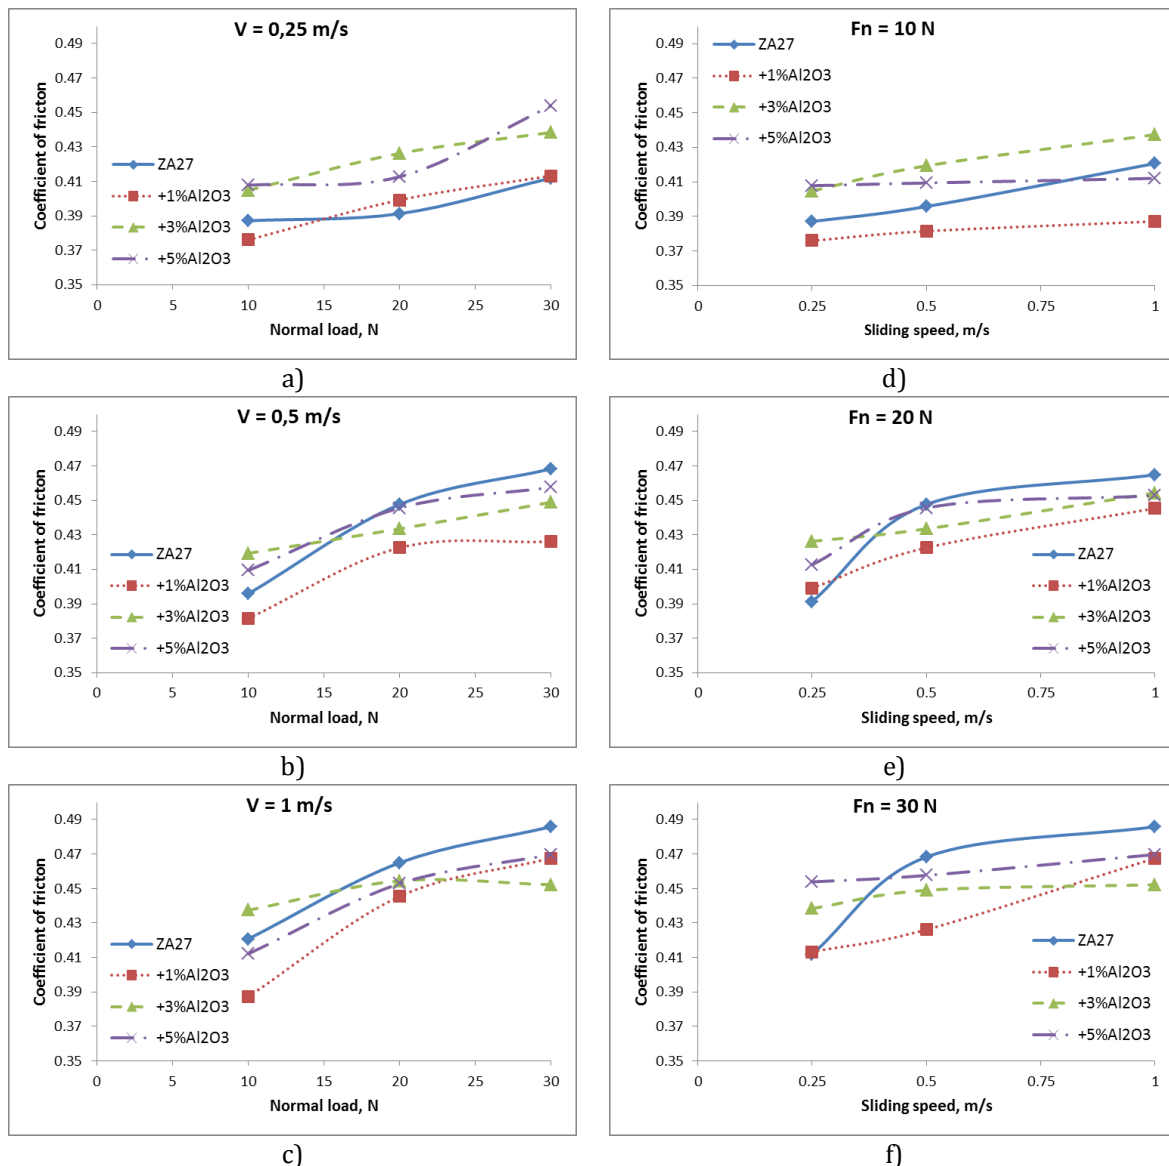 V = 0,25 m/s
Coefficient of fricton
0.49
0.47
0.45
0.43
0.41
0.39
0.37
0.35
ZA27
+1%Al2O3
+3%Al2O3
+5%Al2O3
0 5 10 15 20 25 30
Normal load, N
a)
Fn = 10 N
Coefficient of fricton
0.49
0.47
0.45
0.43
0.41
0.39
0.37
0.35
ZA27
+1%Al2O3
+3%Al2O3
+5%Al2O3
0 0.25 0.5 0.75 1
Sliding speed, m/s
d)
V = 0,5 m/s
Coefficient of fricton
0.49
0.47
0.45
0.43
0.41
0.39
0.37
0.35
ZA27
+1%Al2O3
+3%Al2O3
+5%Al2O3
0 5 10 15 20 25 30
Normal load, N
b)
Fn = 20 N
Coefficient of fricton
0.49
0.47
0.45
0.43
0.41
0.39
0.37
0.35
ZA27
+1%Al2O3
+3%Al2O3
+5%Al2O3
0 0.25 0.5 0.75 1
Sliding speed, m/s
e)
V = 1 m/s
Coefficient of fricton
0.49
0.47
0.45
0.43
0.41
0.39
0.37
0.35
ZA27
+1%Al2O3
+3%Al2O3
+5%Al2O3
0 5 10 15 20 25 30
Normal load, N
c)
Fn = 30 N
Coefficient of fricton
0.49
0.47
0.45
0.43
0.41
0.39
0.37
0.35
ZA27
+1%Al2O3
+3%Al2O3
+5%Al2O3
0 0.25 0.5 0.75 1
Sliding speed, m/s
f)